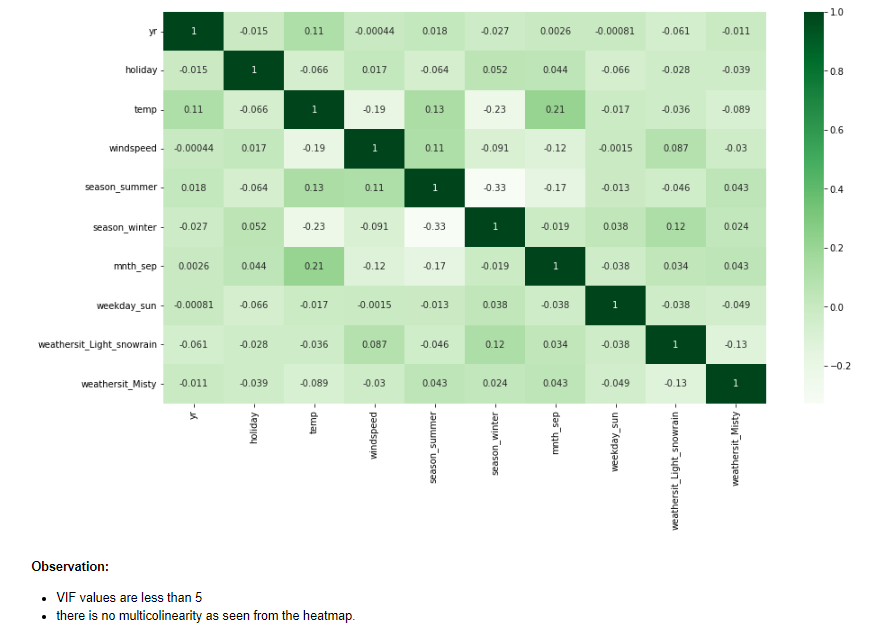 yr 1 -0.015 0.11 -0.00044 0.018 -0.027 0.0026 -0.00081 -0.061 -0.011
holiday -0.015 1 -0.066 0.017 -0.064 0.052 0.044 -0.066 -0.028 -0.039
temp 0.11 -0.066 1 -0.19 0.13 -0.23 0.21 -0.017 -0.036 -0.089
windspeed -0.00044 0.017 -0.19 1 0.11 -0.091 -0.12 -0.0015 0.087 -0.03
season_summer 0.018 -0.064 0.13 0.11 1 -0.33 -0.17 -0.013 -0.046 0.043
season_winter -0.027 0.052 -0.23 -0.091 -0.33 1 -0.019 0.038 0.12 0.024
mnth_sep 0.0026 0.044 0.21 -0.12 -0.17 -0.019 1 -0.038 0.034 0.043
weekday_sun -0.00081 -0.066 -0.017 -0.0015 -0.013 0.038 -0.038 1 -0.038 -0.049
weathersit_Light_snowrain -0.061 -0.028 -0.036 0.087 -0.046 0.12 0.034 -0.038 1 -0.13
weathersit_Misty -0.011 -0.039 -0.089 -0.03 0.043 0.024 0.043 -0.049 -0.13 1
yr
holiday
temp
windspeed
season_summer
season_winter
mnth_sep
weekday_sun
weathersit_Light_snowrain
weathersit_Misty
1.0
0.8
0.6
0.4
0.2
0.0
−0.2
Observation:
• VIF values are less than 5
• there is no multicolinearity as seen from the heatmap.